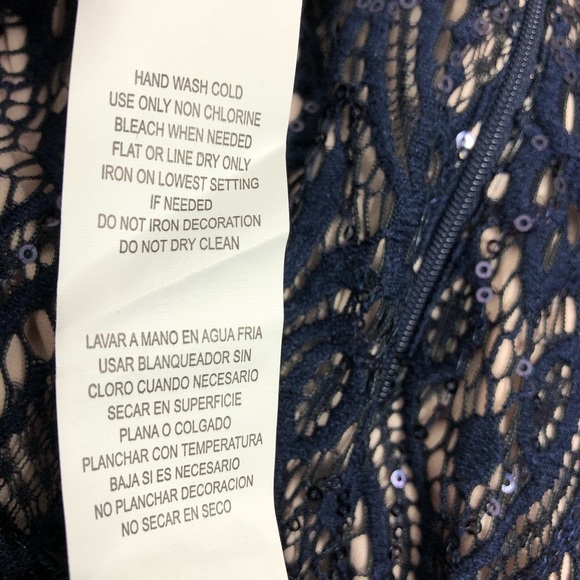 HAND WASH COLD
USE ONLY NON CHLORINE
BLEACH WHEN NEEDED
FLAT OR LINE DRY ONLY
IRON ON LOWEST SETTING
IF NEEDED
DO NOT IRON DECORATION
DO NOT DRY CLEAN
LAVAR A MANO EN AGUA FRIA
USAR BLANQUEADOR SIN
CLORO CUANDO NECESARIO
SECAR EN SUPERFICIE
PLANA O COLGADO
PLANCHAR CON TEMPERATURA
BAJA SI ES NECESARIO
NO PLANCHAR DECORACION
NO SECAR EN SECO